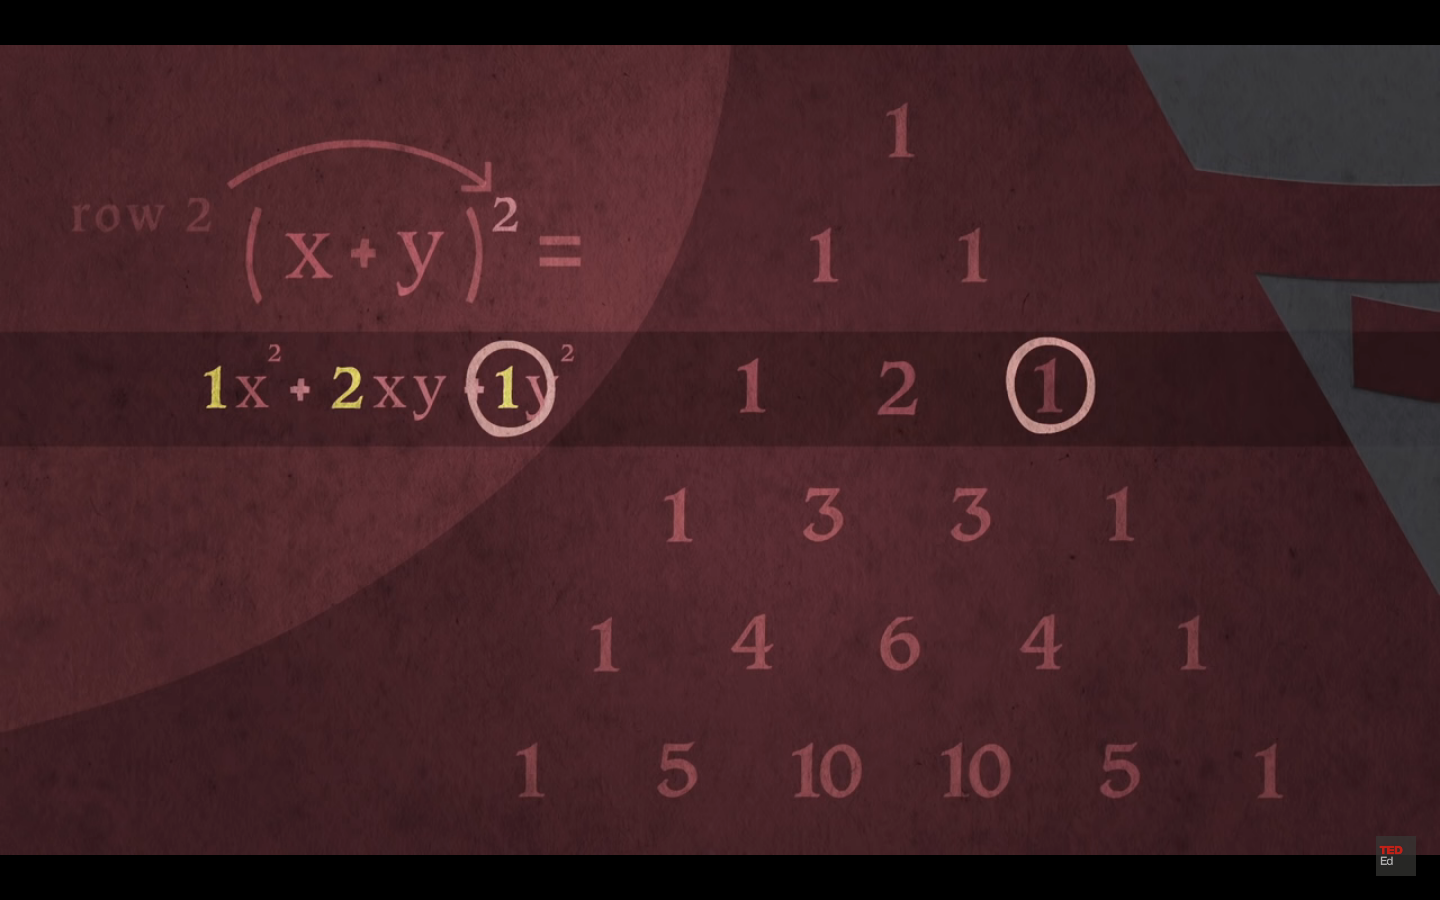 row 2 (x + y)² =
1x² + 2xy + 1y²
1
1 1
1 2 1
1 3 3 1
1 4 6 4 1
1 5 10 10 5 1
TED
Ed